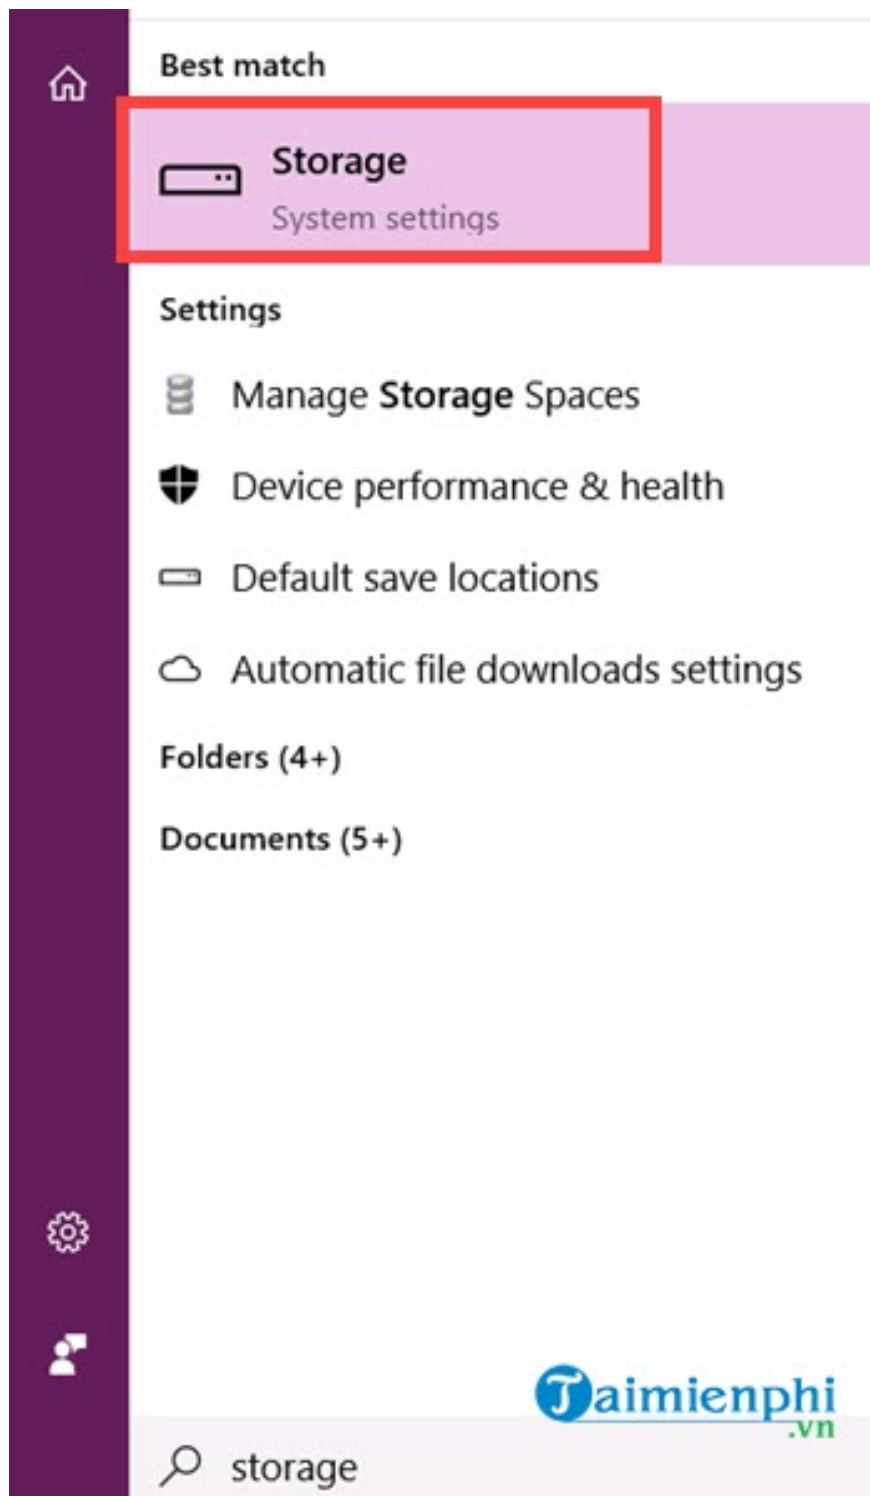 Best match
Storage
System settings
Settings
Manage Storage Spaces
Device performance & health
Default save locations
Automatic file downloads settings
Folders (4+)
Documents (5+)
Taimienphi
.vn
storage